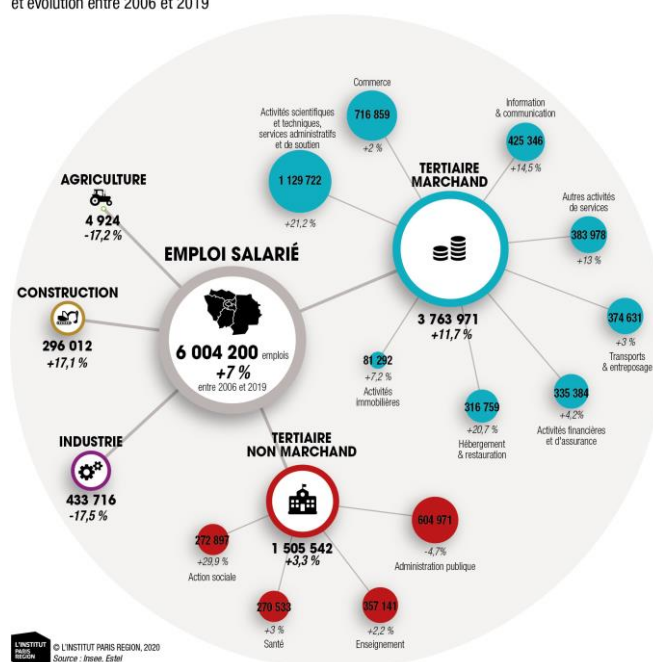 et évolution entre 2006 et 2019
Commerce
716 859
+2 %
Activités scientifiques
et techniques,
services administratifs
et de soutien
1 129 722
+21,2 %
Information
& communication
425 346
+14,5%
TERTIAIRE
MARCHAND
3 763 971
+11,7%
Autres activités
de services
383 978
+13 %
374 631
+3 %
Transports
& entreposage
335 384
+4,2%
Activités financières
et d'assurance
316 759
+20,7 %
Hébergement
& restauration
81 292
+7,2 %
Activités
immobilières
AGRICULTURE
4 924
-17,2 %
EMPLOI SALARIÉ
6 004 200 emplois
+7 %
entre 2006 et 2019
CONSTRUCTION
296 012
+17,1 %
INDUSTRIE
433 716
-17,5 %
TERTIAIRE
NON MARCHAND
1 505 542
+3,3 %
604 971
-4,7%
Administration publique
272 897
+29,9 %
Action sociale
270 533
+3 %
Santé
357 141
+2,2 %
Enseignement
L'INSTITUT
PARIS
REGION
© L'INSTITUT PARIS REGION, 2020
Source : Insee, Estel